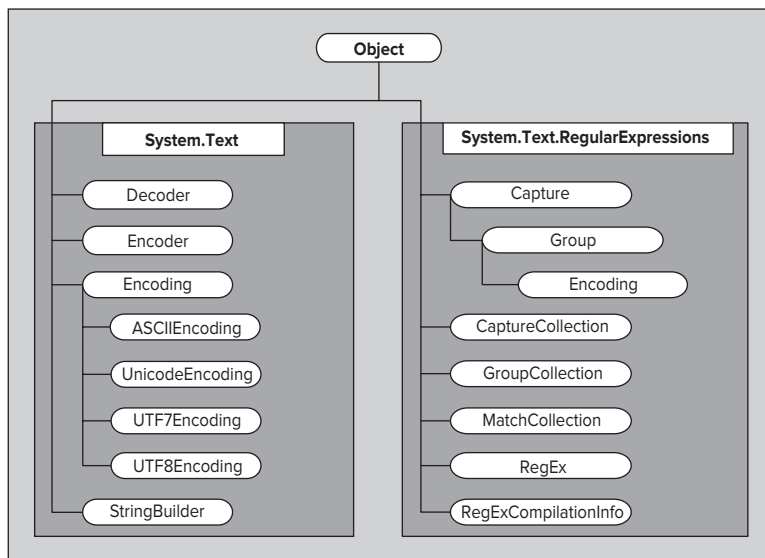 Object
System.Text
Decoder
Encoder
Encoding
ASCIIEncoding
UnicodeEncoding
UTF7Encoding
UTF8Encoding
StringBuilder
System.Text.RegularExpressions
Capture
Group
Encoding
CaptureCollection
GroupCollection
MatchCollection
RegEx
RegExCompilationInfo